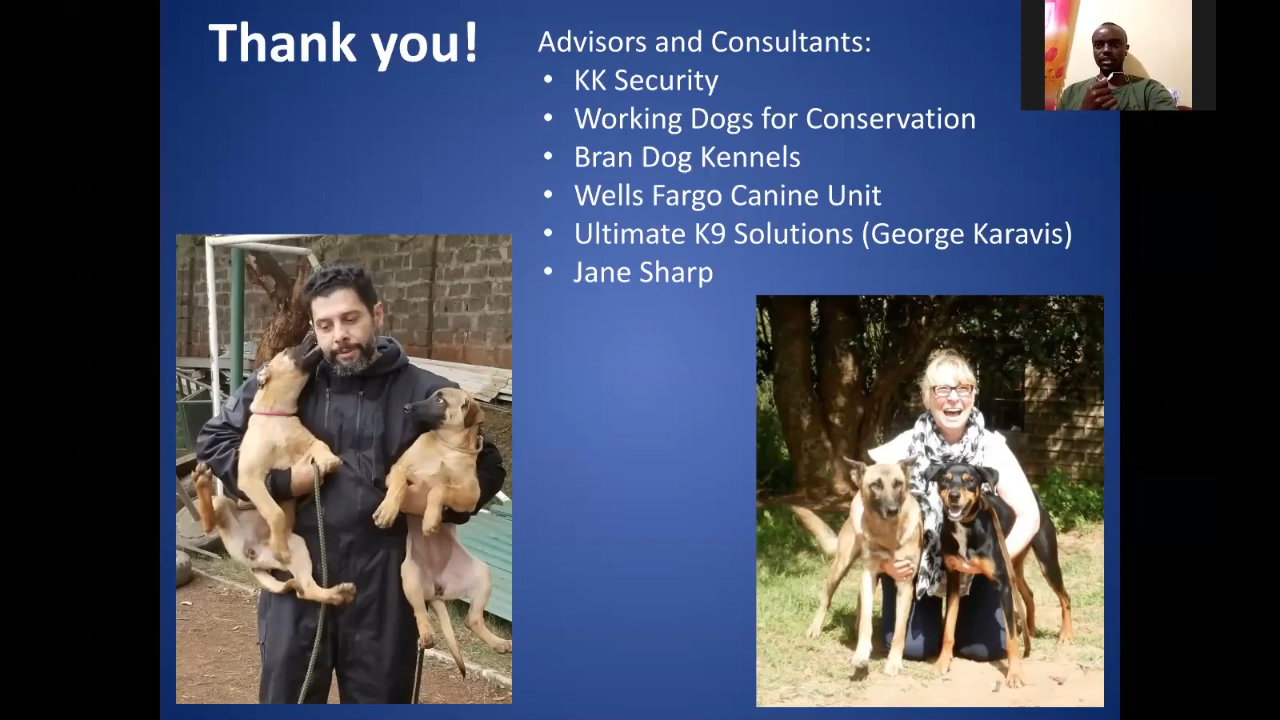 Thank you!
Advisors and Consultants:
• KK Security
• Working Dogs for Conservation
• Bran Dog Kennels
• Wells Fargo Canine Unit
• Ultimate K9 Solutions (George Karavis)
• Jane Sharp